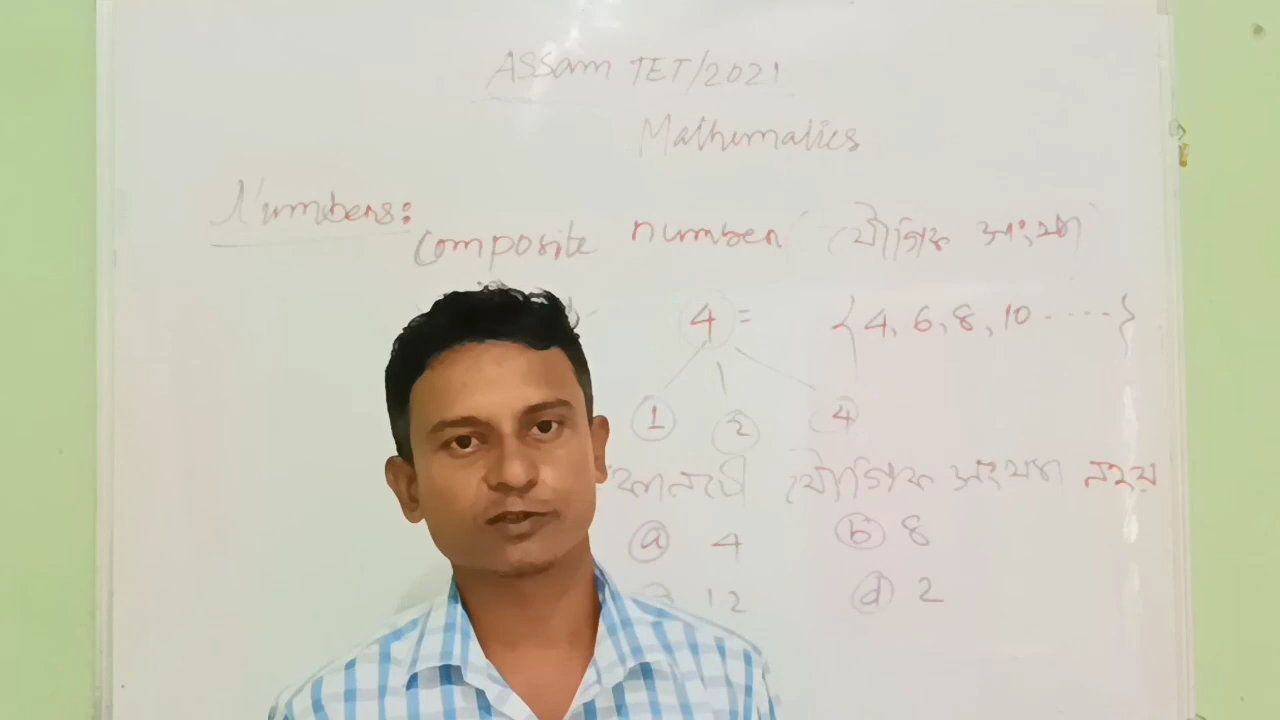 Assam TET/2021
Mathematics
Numbers:
Composite number (যৌগিক সংখ্যা)
4 = {4, 6, 8, 10 ......}
1 2 4
যৌগিক সংখ্যা নহয়
a 4 b 8
12 d 2